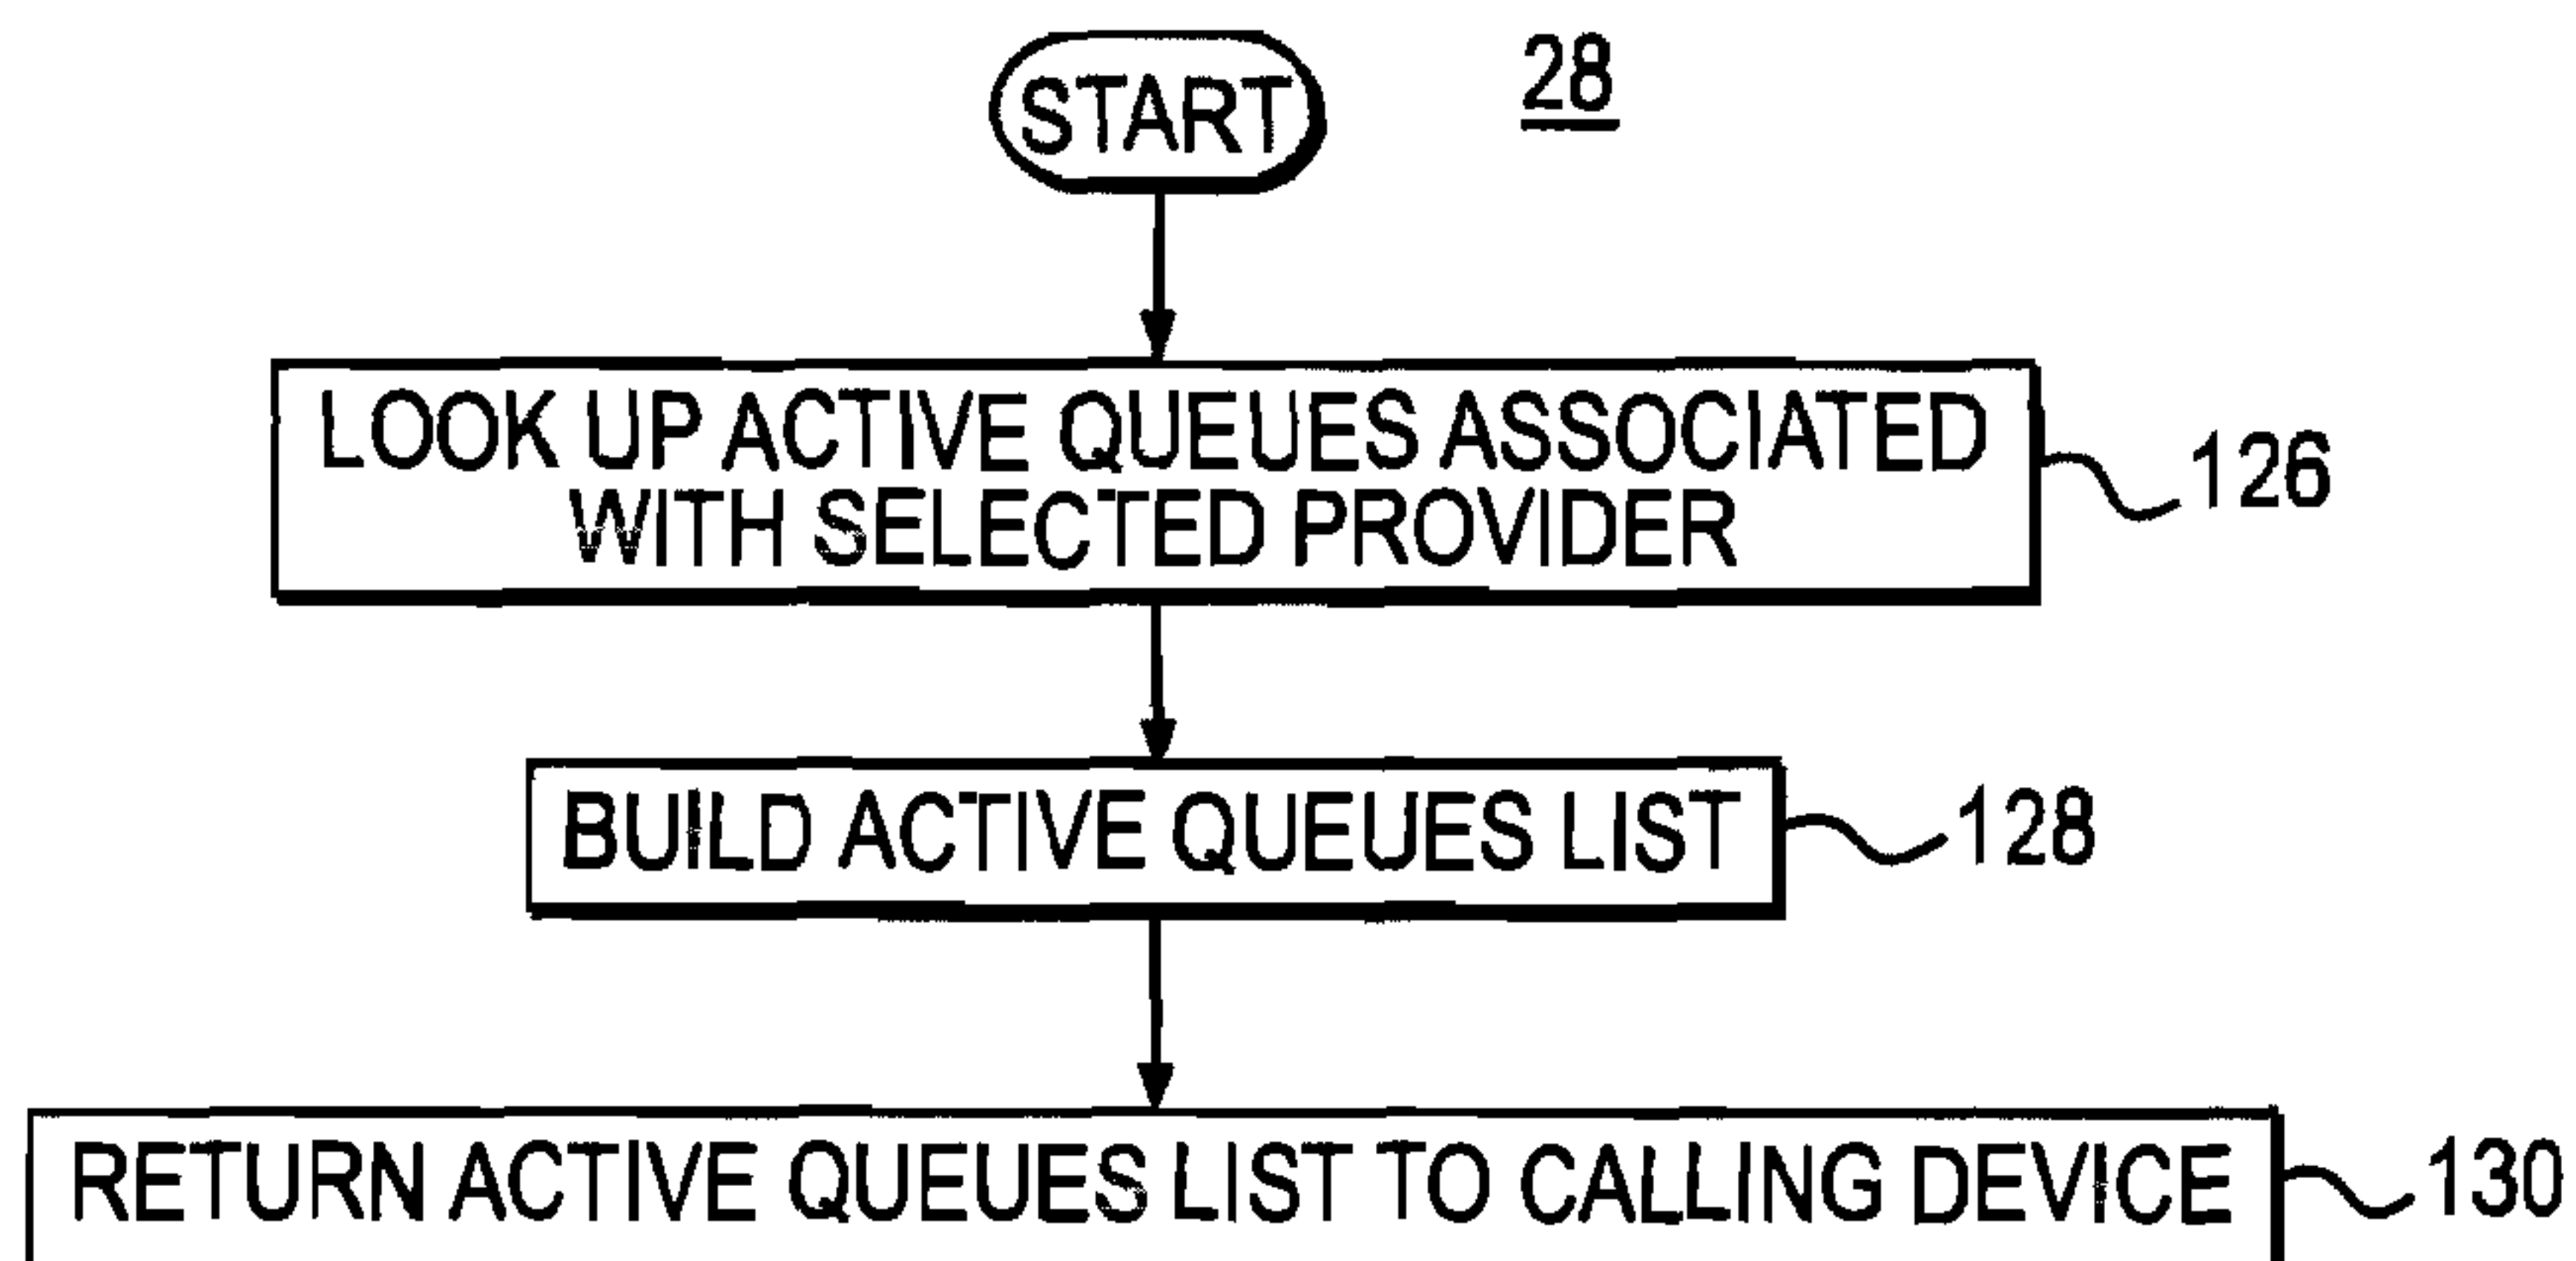 START
28
LOOK UP ACTIVE QUEUES ASSOCIATED
WITH SELECTED PROVIDER
126
BUILD ACTIVE QUEUES LIST
128
RETURN ACTIVE QUEUES LIST TO CALLING DEVICE
130